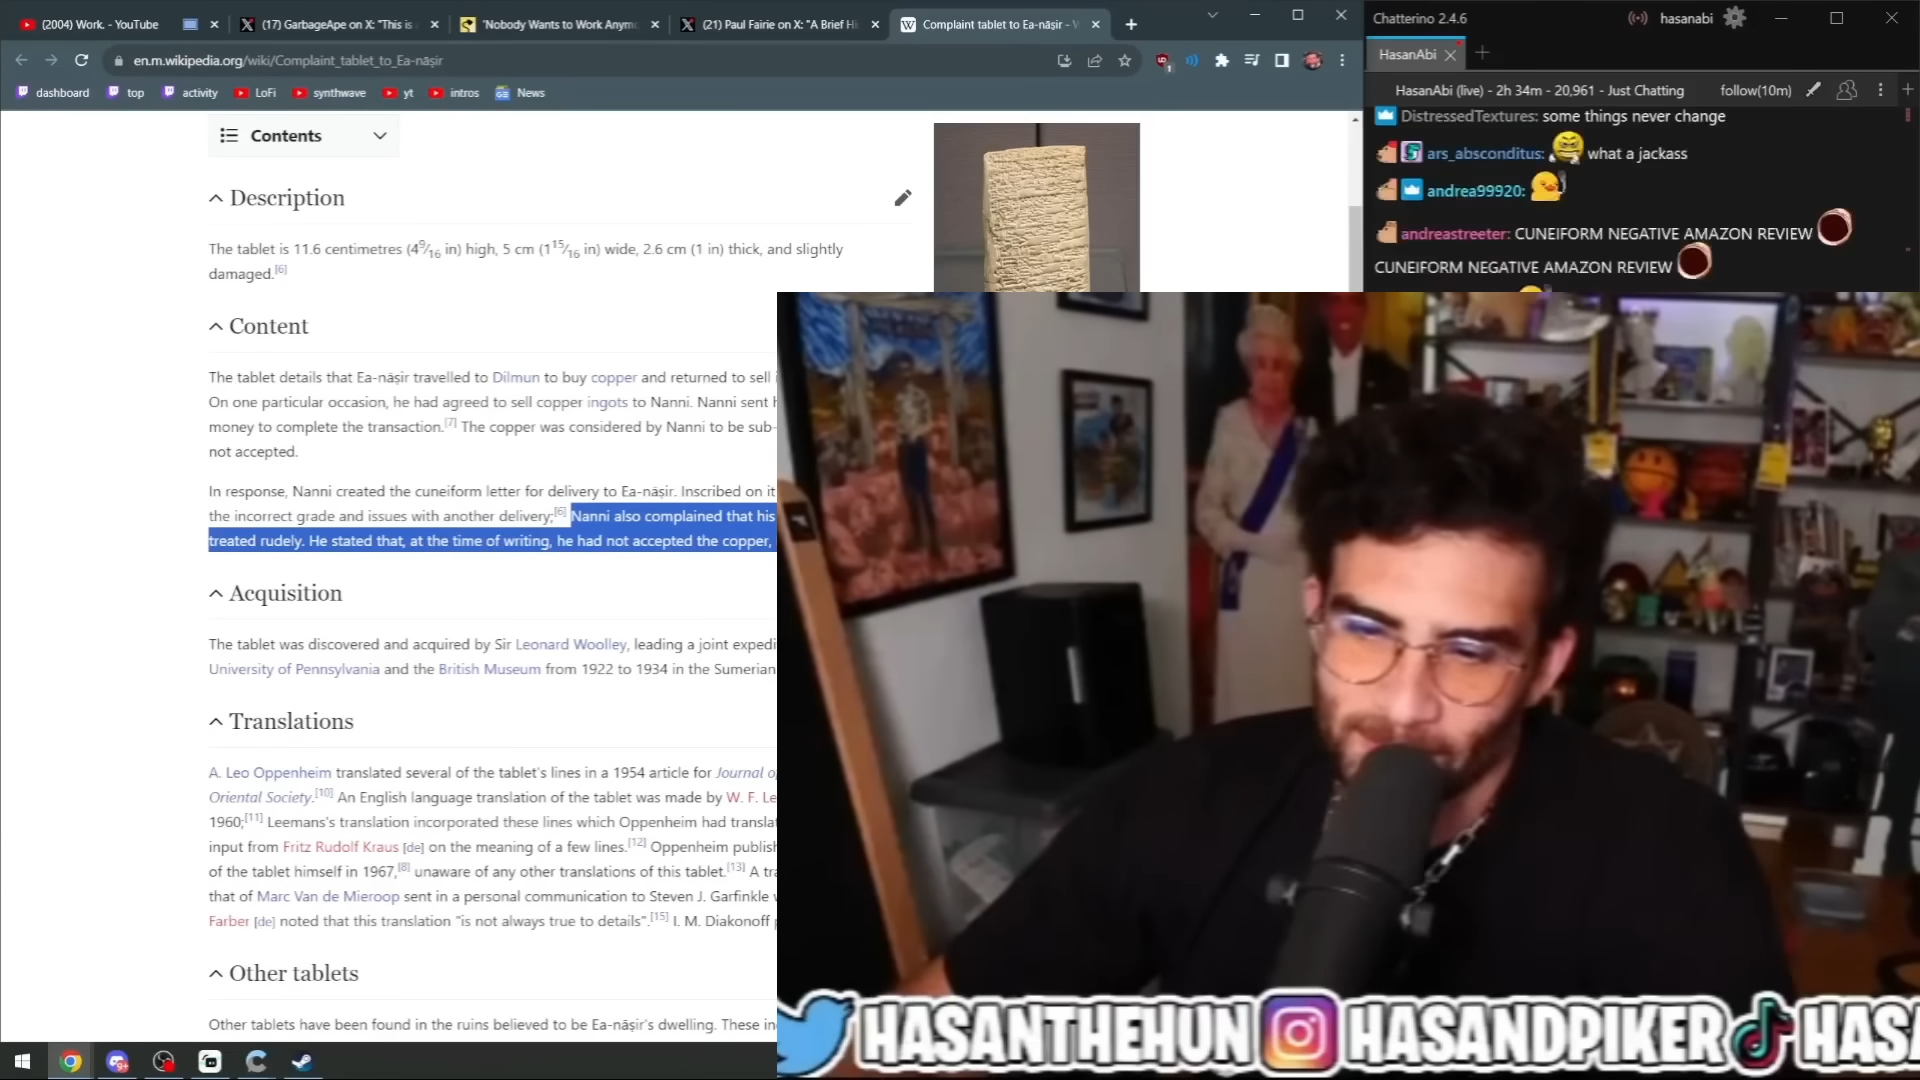 (2004) Work. - YouTube
(17) GarbageApe on X: "This is
"Nobody Wants to Work Anym
(21) Paul Fairie on X: "A Brief Hi
Complaint tablet to Ea-nāṣir -
en.m.wikipedia.org/wiki/Complaint_tablet_to_Ea-nāṣir
dashboard top activity LoFi synthwave yt intros News
Contents
Description
The tablet is 11.6 centimetres (4 9/16 in) high, 5 cm (1 15/16 in) wide, 2.6 cm (1 in) thick, and slightly
damaged.[6]
Content
The tablet details that Ea-nāṣir travelled to Dilmun to buy copper and returned to sell
On one particular occasion, he had agreed to sell copper ingots to Nanni. Nanni sent
money to complete the transaction.[7] The copper was considered by Nanni to be sub-
not accepted.
In response, Nanni created the cuneiform letter for delivery to Ea-nāṣir. Inscribed on it
the incorrect grade and issues with another delivery;[6] Nanni also complained that his
treated rudely. He stated that, at the time of writing, he had not accepted the copper,
Acquisition
The tablet was discovered and acquired by Sir Leonard Woolley, leading a joint expedi
University of Pennsylvania and the British Museum from 1922 to 1934 in the Sumerian
Translations
A. Leo Oppenheim translated several of the tablet's lines in a 1954 article for Journal o
Oriental Society.[10] An English language translation of the tablet was made by W. F. Le
1960;[11] Leemans's translation incorporated these lines which Oppenheim had translat
input from Fritz Rudolf Kraus [de] on the meaning of a few lines.[12] Oppenheim publish
of the tablet himself in 1967,[8] unaware of any other translations of this tablet.[13] A tra
that of Marc Van de Mieroop sent in a personal communication to Steven J. Garfinkle
Farber [de] noted that this translation "is not always true to details".[15] I. M. Diakonoff
Other tablets
Other tablets have been found in the ruins believed to be Ea-nāṣir's dwelling. These in
Chatterino 2.4.6
hasanabi
HasanAbi
HasanAbi (live) - 2h 34m - 20,961 - Just Chatting
follow(10m)
DistressedTextures: some things never change
ars_absconditus: what a jackass
andrea99920:
andreastreeter: CUNEIFORM NEGATIVE AMAZON REVIEW
CUNEIFORM NEGATIVE AMAZON REVIEW
HASANTHEHUN HASANDPIKER HAS